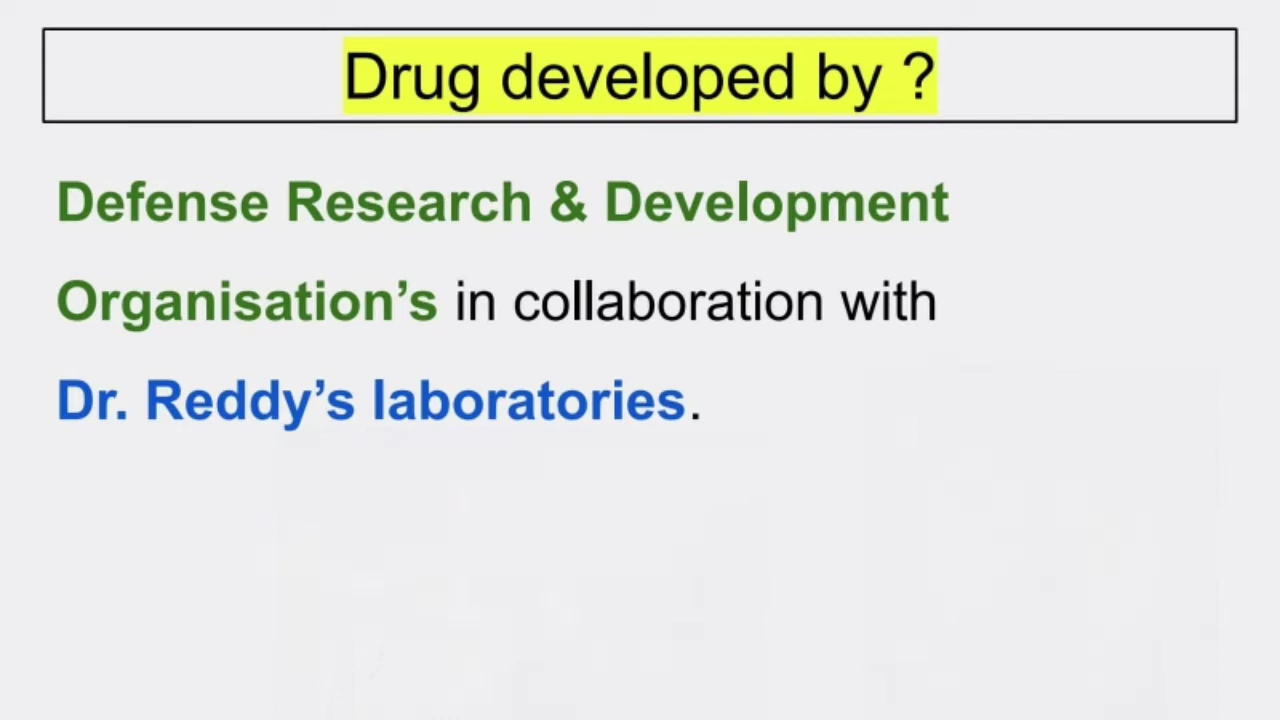 Drug developed by ?
Defense Research & Development
Organisation’s in collaboration with
Dr. Reddy’s laboratories.